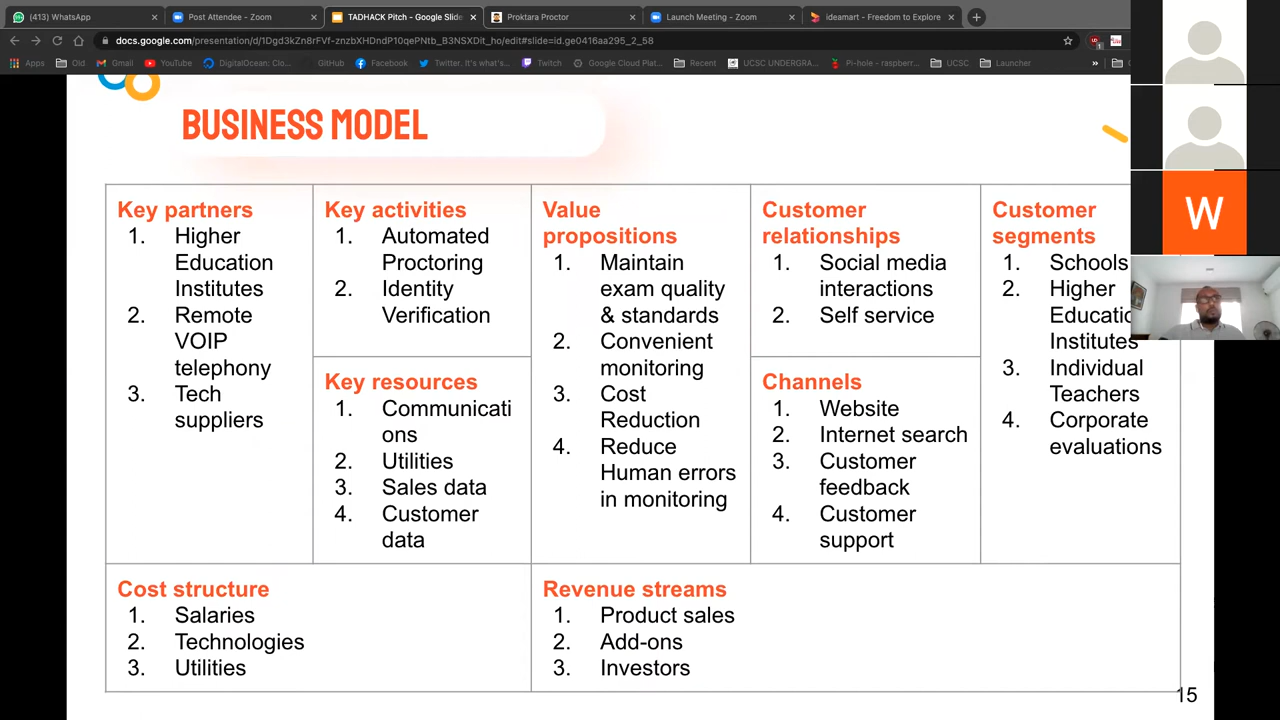 (413) WhatsApp
Post Attendee - Zoom
TADHACK Pitch - Google Slide
Proktara Proctor
Launch Meeting - Zoom
ideamart - Freedom to Explore
docs.google.com/presentation/d/1Dgd3kZn8rFVf-znzbXHDndP10qePNtb_B3NSXDit_ho/edit#slide=id.ge0416aa295_2_58
Apps
Old
Gmail
YouTube
DigitalOcean: Clo...
GitHub
Facebook
Twitter. It's what's...
Twitch
Google Cloud Plat...
Recent
UCSC UNDERGRA...
Pi-hole - raspberr...
UCSC
Launcher
»
BUSINESS MODEL
Key partners
1. Higher
Education
Institutes
2. Remote
VOIP
telephony
3. Tech
suppliers
Key activities
1. Automated
Proctoring
2. Identity
Verification
Key resources
1. Communicati
ons
2. Utilities
3. Sales data
4. Customer
data
Value
propositions
1. Maintain
exam quality
& standards
2. Convenient
monitoring
3. Cost
Reduction
4. Reduce
Human errors
in monitoring
Customer
relationships
1. Social media
interactions
2. Self service
Channels
1. Website
2. Internet search
3. Customer
feedback
4. Customer
support
Customer
segments
1. Schools
2. Higher
Educatio
Institutes
3. Individual
Teachers
4. Corporate
evaluations
Cost structure
1. Salaries
2. Technologies
3. Utilities
Revenue streams
1. Product sales
2. Add-ons
3. Investors
15
W